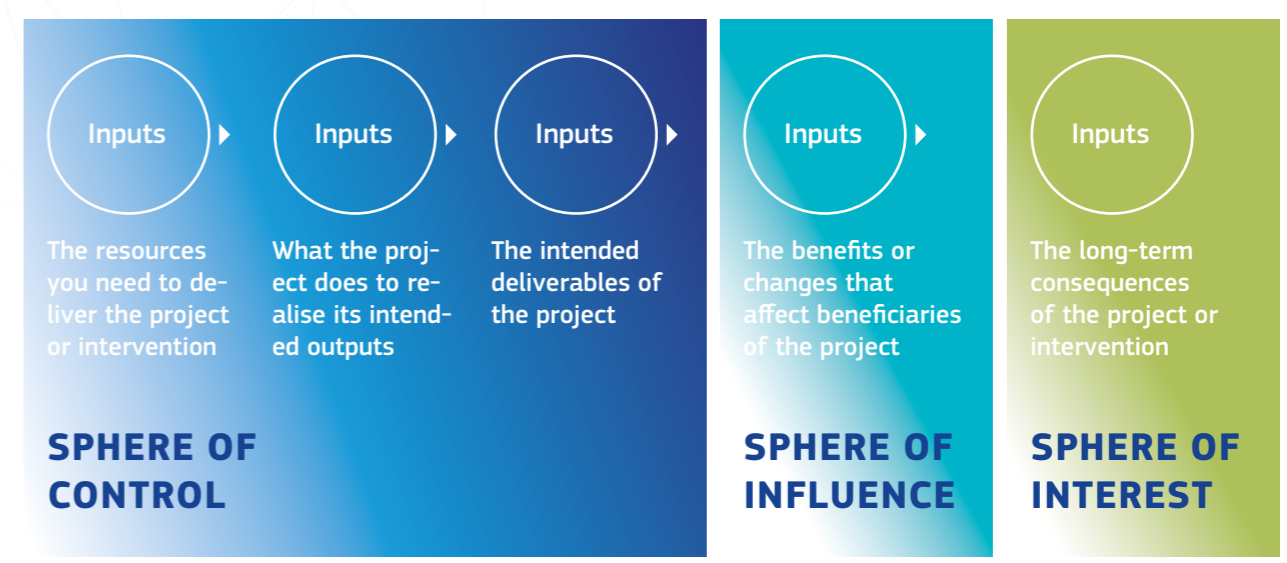 Inputs
The resources
you need to de-
liver the project
or intervention
Inputs
What the proj-
ect does to re-
alise its intend-
ed outputs
Inputs
The intended
deliverables of
the project
SPHERE OF
CONTROL
Inputs
The benefits or
changes that
affect beneficiaries
of the project
SPHERE OF
INFLUENCE
Inputs
The long-term
consequences
of the project or
intervention
SPHERE OF
INTEREST